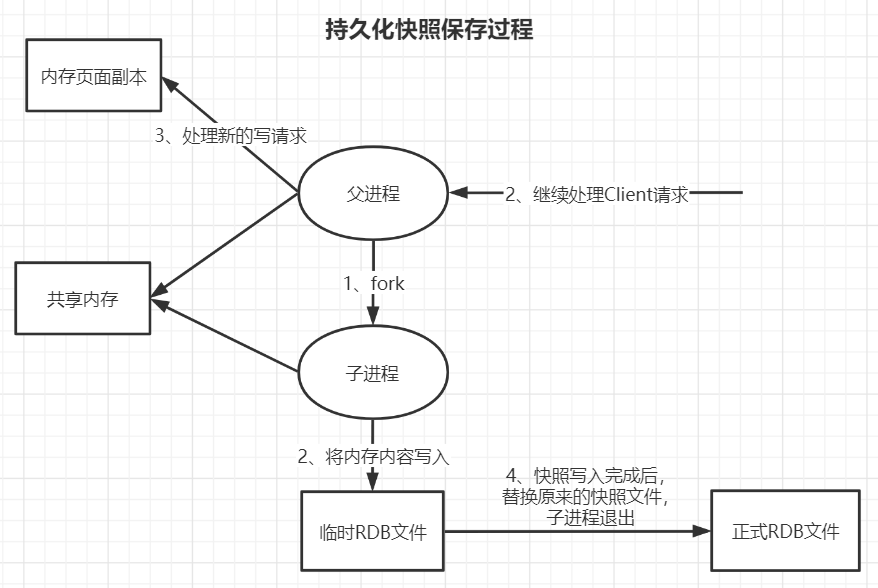 持久化快照保存过程
内存页面副本
3、处理新的写请求
父进程
2、继续处理Client请求
1、fork
共享内存
子进程
2、将内存内容写入
4、快照写入完成后，
替换原来的快照文件，
子进程退出
临时RDB文件
正式RDB文件